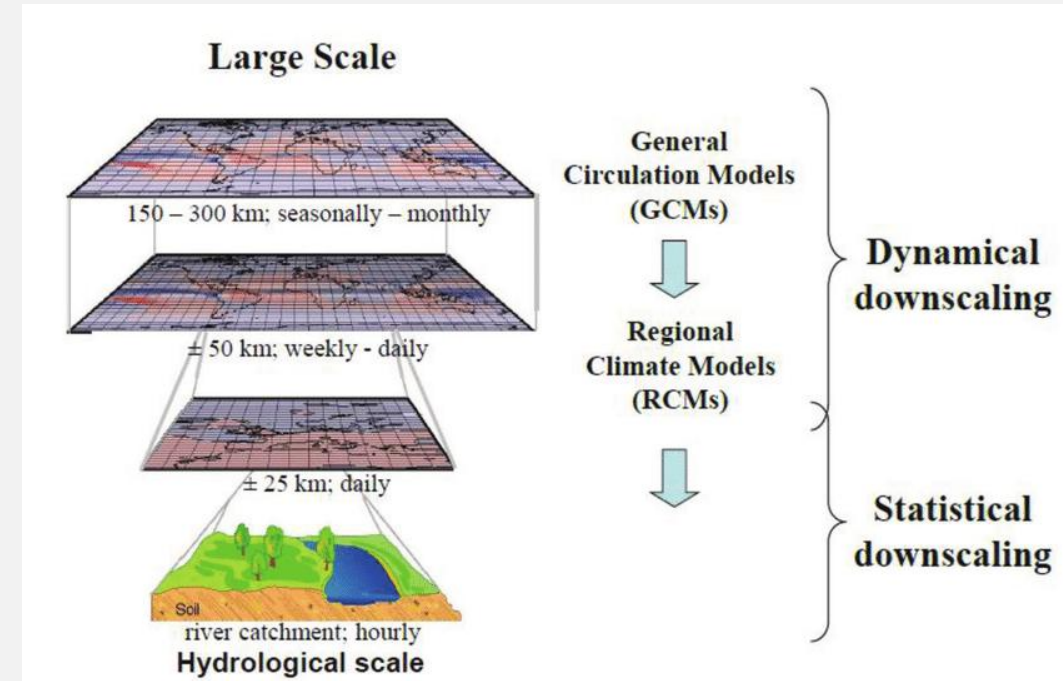 Large Scale
150 – 300 km; seasonally – monthly
± 50 km; weekly - daily
± 25 km; daily
Soil
river catchment; hourly
Hydrological scale
General
Circulation Models
(GCMs)
Regional
Climate Models
(RCMs)
Dynamical
downscaling
Statistical
downscaling